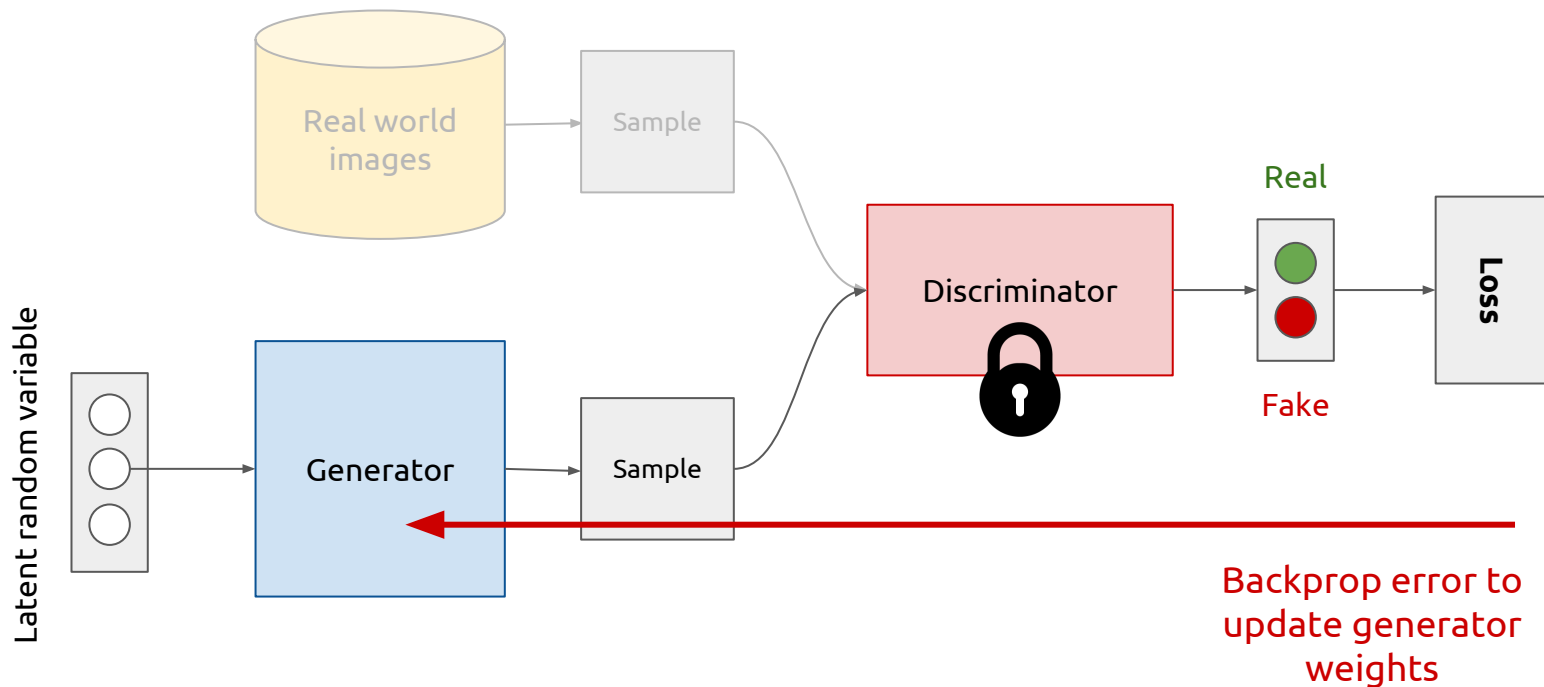 Real world
images
Sample
Real
Discriminator
Loss
Fake
Latent random variable
Generator
Sample
Backprop error to
update generator
weights